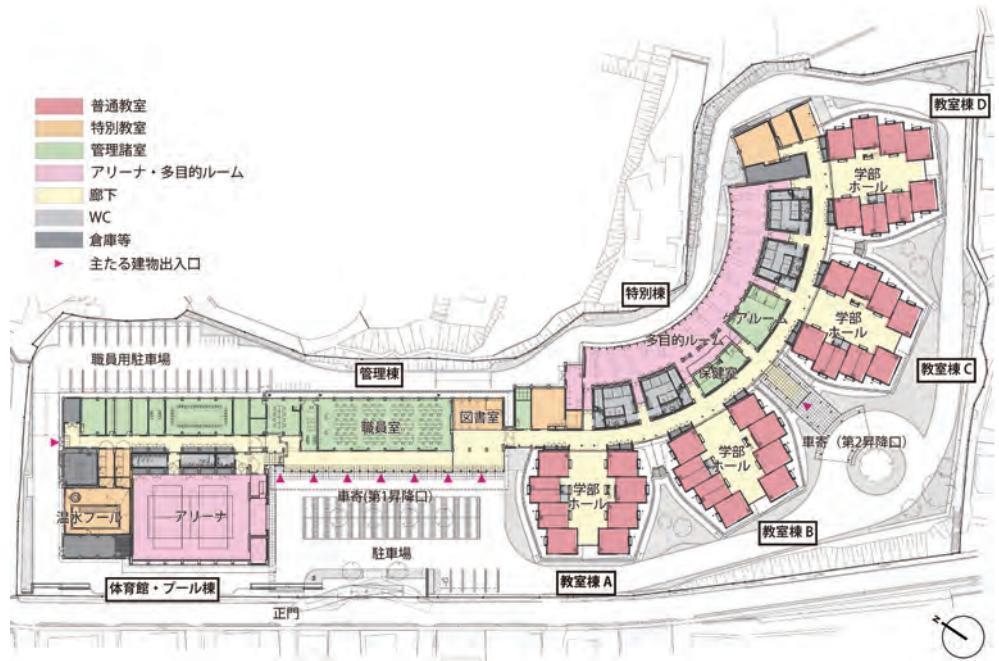 普通教室
特別教室
管理諸室
アリーナ・多目的ルーム
廊下
WC
倉庫等
主たる建物出入口
教室棟 D
学部
ホール
特別棟
ケアルーム
学部
ホール
多目的ルーム
保健室
教室棟 C
職員用駐車場
管理棟
職員室
図書室
車寄（第2昇降口）
学部
ホール
車寄(第1昇降口)
学部
ホール
温水プール
アリーナ
教室棟 B
駐車場
教室棟 A
体育館・プール棟
正門
N